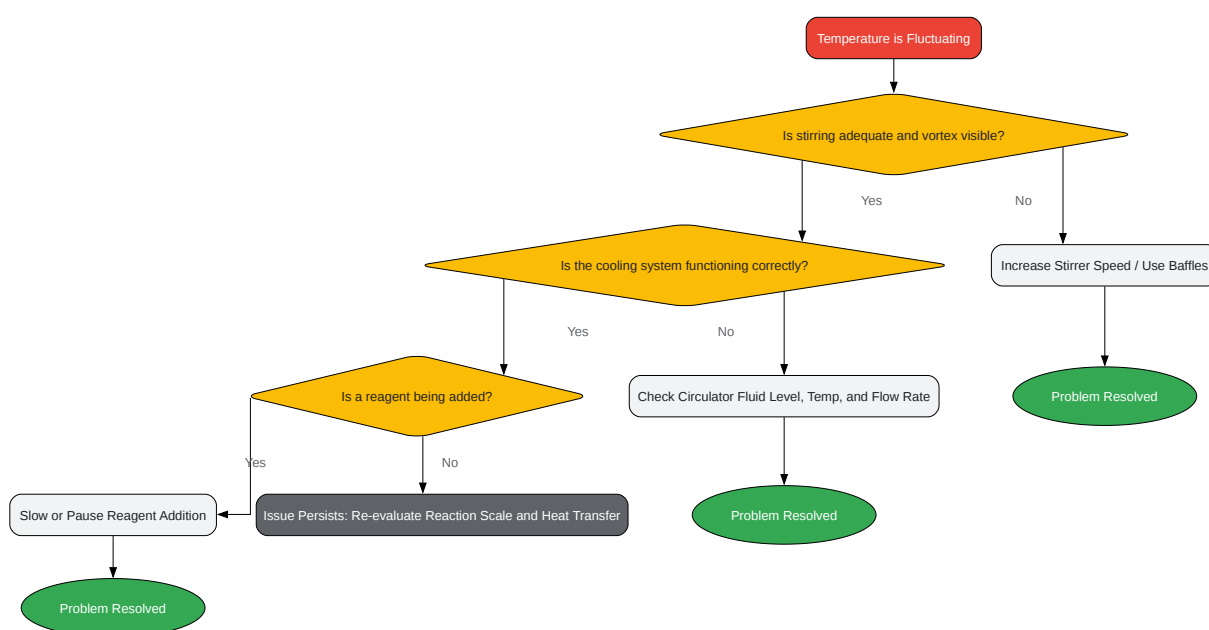 Temperature is Fluctuating
Is stirring adequate and vortex visible?
Yes
No
Is the cooling system functioning correctly?
Increase Stirrer Speed / Use Baffles
Yes
No
Is a reagent being added?
Check Circulator Fluid Level, Temp, and Flow Rate
Problem Resolved
Yes
No
Slow or Pause Reagent Addition
Issue Persists: Re-evaluate Reaction Scale and Heat Transfer
Problem Resolved
Problem Resolved